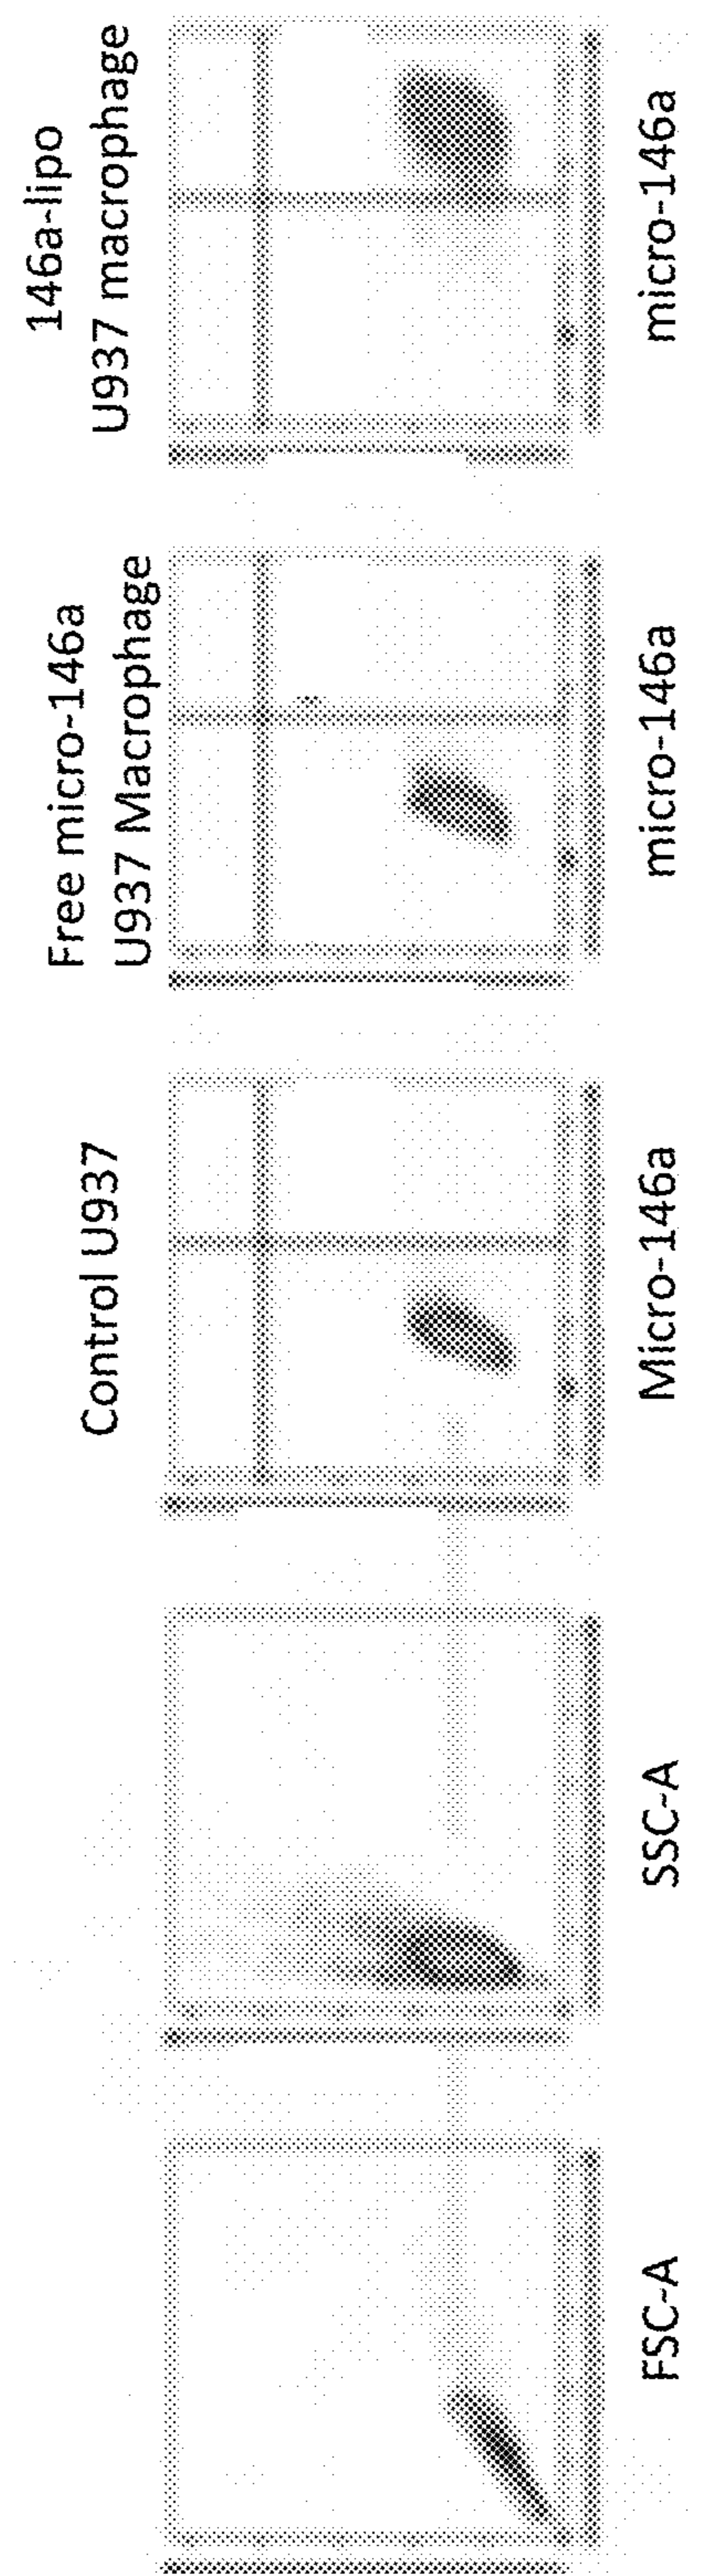 Control U937
Free micro-146a
U937 Macrophage
146a-lipo
U937 macrophage
FSC-A
SSC-A
Micro-146a
micro-146a
micro-146a